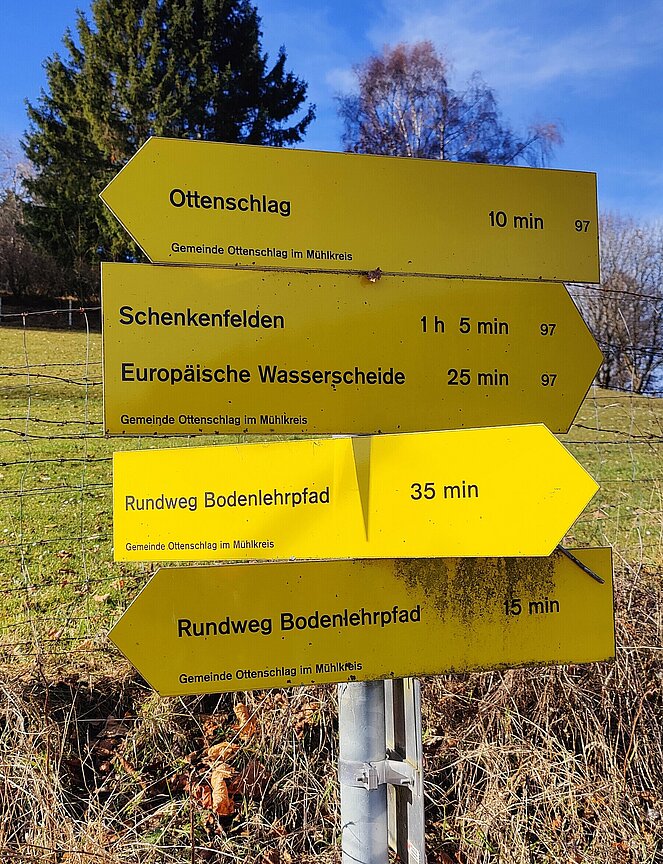 Ottenschlag 10 min 97
Gemeinde Ottenschlag im Mühlkreis
Schenkenfelden 1 h 5 min 97
Europäische Wasserscheide 25 min 97
Gemeinde Ottenschlag im Mühlkreis
Rundweg Bodenlehrpfad 35 min
Gemeinde Ottenschlag im Mühlkreis
Rundweg Bodenlehrpfad 15 min
Gemeinde Ottenschlag im Mühlkreis